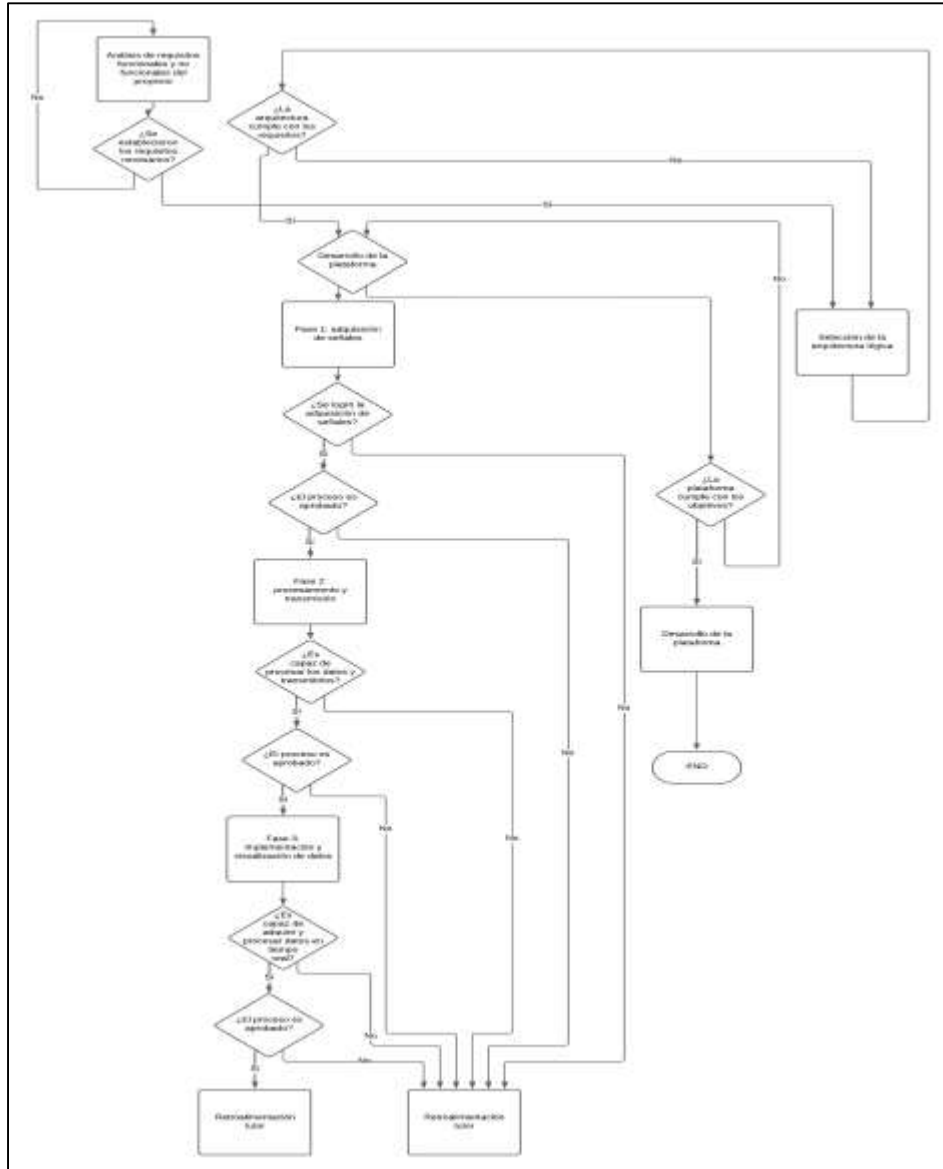 Análisis de requisitos
funcionales y no
funcionales del
proyecto
No
¿Se
establecieron
los requisitos
necesarios?
¿La
arquitectura
cumple con los
requisitos?
No
Si
Si
Desarrollo de la
plataforma
No
Fase 1: adquisición
de señales
Selección de la
arquitectura lógica
¿Se logró la
adquisición de
señales?
Si
¿La
plataforma
cumple con los
objetivos?
¿El proceso es
aprobado?
Si
Si
Fase 2:
procesamiento y
transmisión
Desarrollo de la
plataforma
¿Es
capaz de
procesar los datos y
transmitirlos?
Si
No
No
¿El proceso es
aprobado?
END
Si
No
No
Fase 3:
implementación y
visualización de datos
¿Es
capaz de
adquirir y
procesar datos en
tiempo
real?
Si
¿El proceso es
aprobado?
No
No
Si
Retroalimentación
tutor
Retroalimentación
tutor